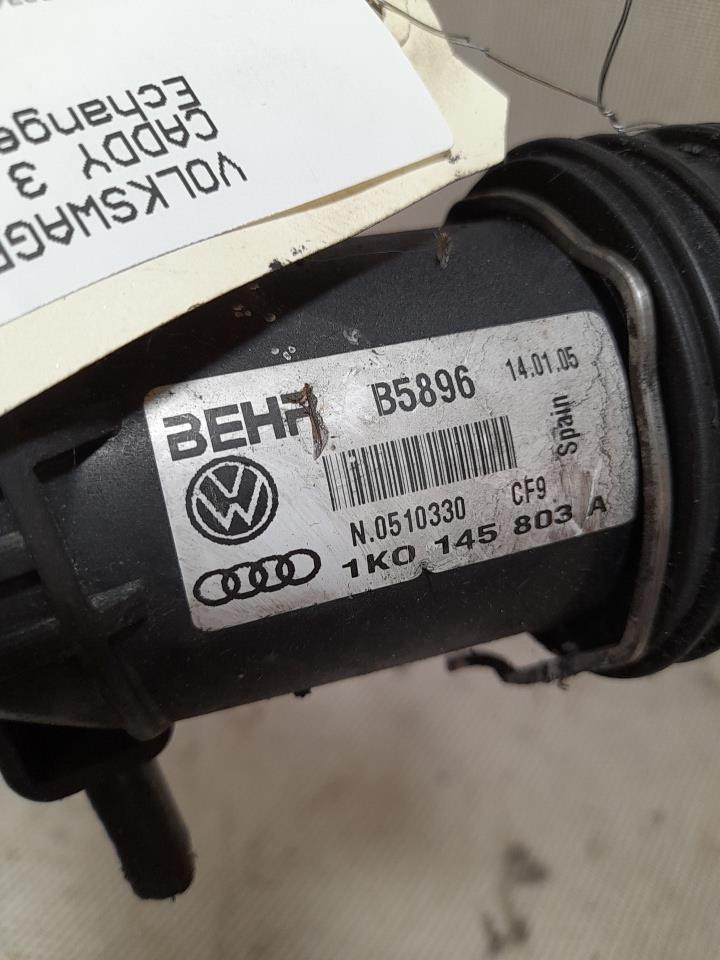 VOLKSWAGE
CADDY 3
Echange
BEHR B5896 14.01.05
Spain
N.0510330 CF9
1K0 145 803 A